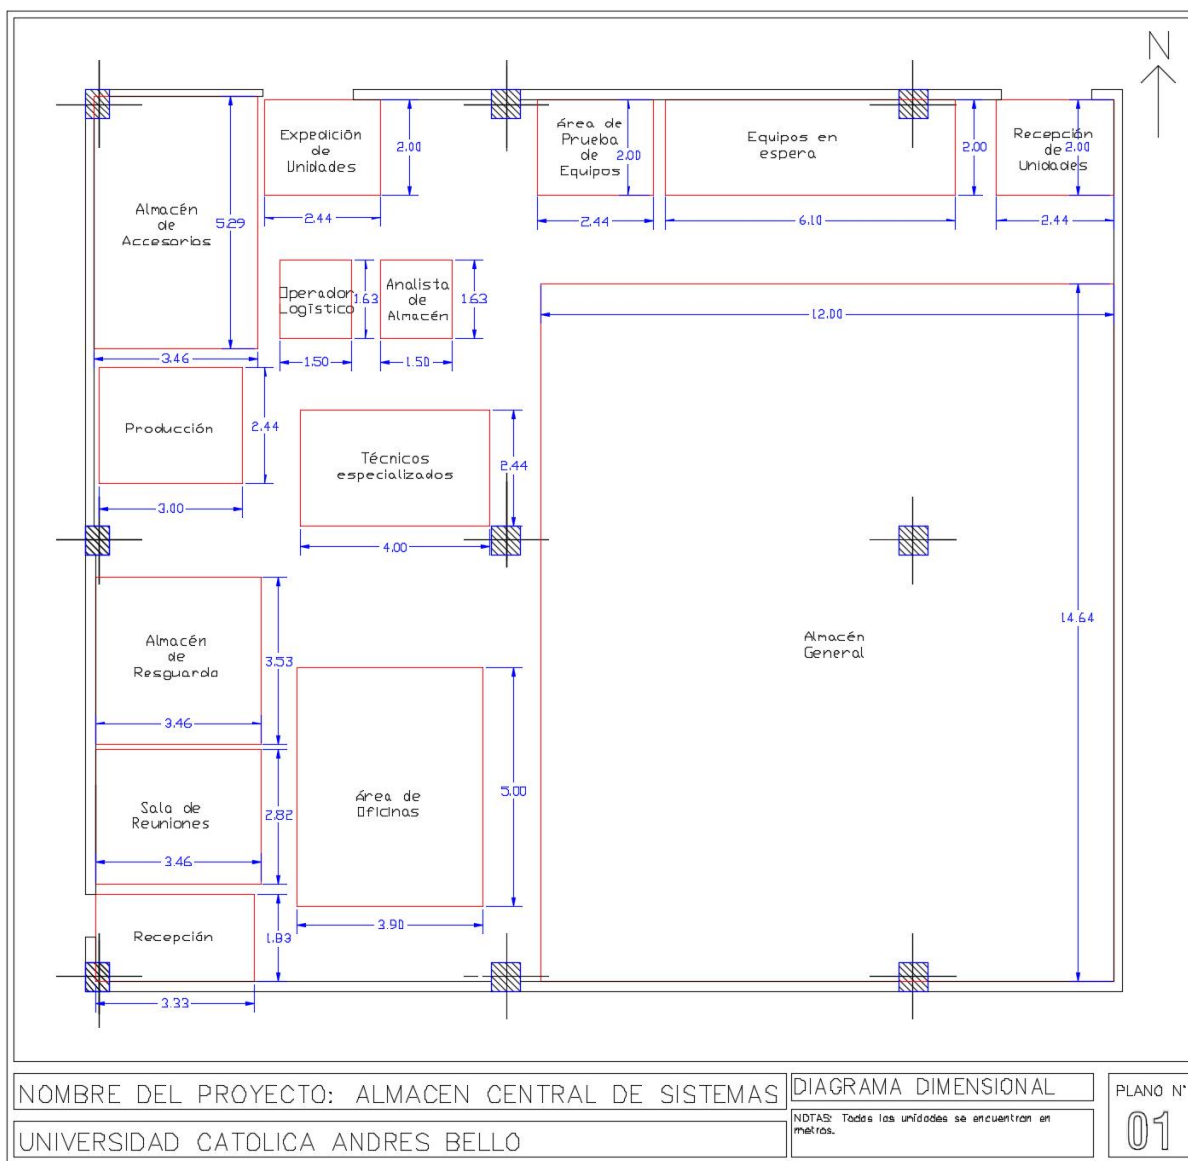 N
Expedición
de
Unidades
2.00
2.44
Área de
Prueba
de
Equipos
2.00
2.44
Equipos en
espera
2.00
6.10
Recepción
de
Unidades
2.00
2.44
Almacén
de
Accesorios
5.29
3.46
Operador
Logístico
1.63
1.50
Analista
de
Almacén
1.63
1.50
12.00
Producción
2.44
3.00
Técnicos
especializados
2.44
4.00
Almacén
General
14.64
Almacén
de
Resguardo
3.53
3.46
Sala de
Reuniones
2.82
3.46
Área de
Oficinas
5.00
3.90
Recepción
1.83
3.33
NOMBRE DEL PROYECTO: ALMACEN CENTRAL DE SISTEMAS
UNIVERSIDAD CATOLICA ANDRES BELLO
DIAGRAMA DIMENSIONAL
NOTAS: Todas las unidades se encuentran en
metros.
PLANO N°
01